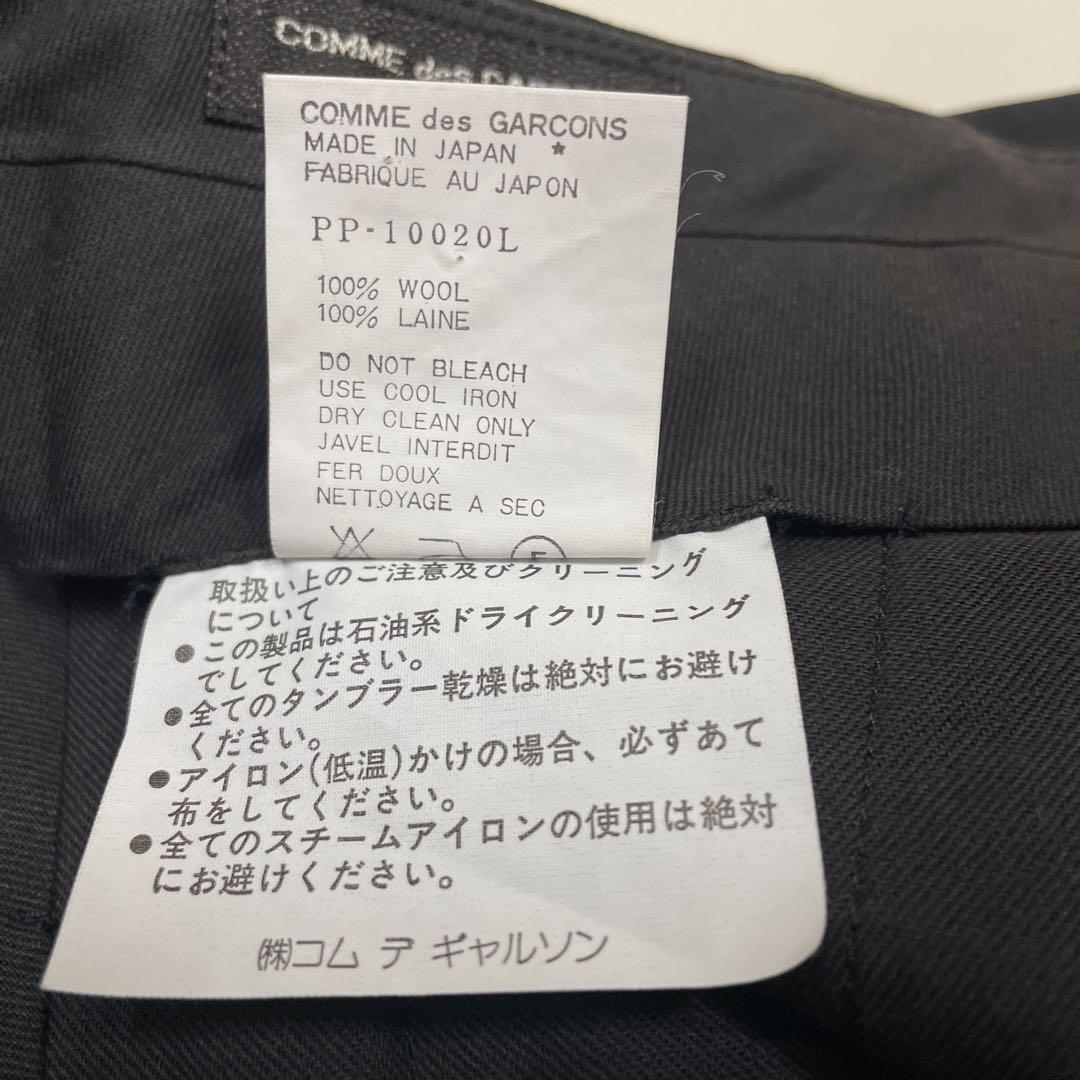 COMME des
COMME des GARCONS
MADE IN JAPAN *
FABRIQUE AU JAPON
PP-10020L
100% WOOL
100% LAINE
DO NOT BLEACH
USE COOL IRON
DRY CLEAN ONLY
JAVEL INTERDIT
FER DOUX
NETTOYAGE A SEC
取扱い上のご注意及びクリーニング
について
●この製品は石油系ドライクリーニング
でしてください。
●全てのタンブラー乾燥は絶対にお避け
ください。
●アイロン(低温)かけの場合、必ずあて
布をしてください。
●全てのスチームアイロンの使用は絶対
にお避けください。
㈱コム デ ギャルソン